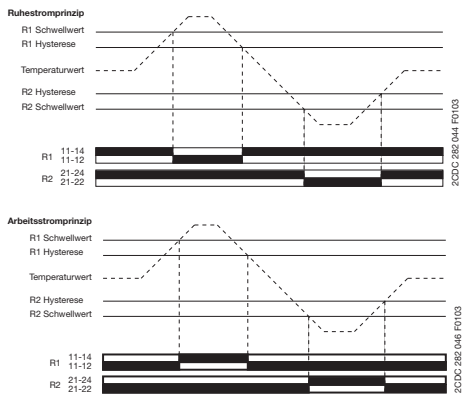 Ruhestromprinzip
R1 Schwellwert
R1 Hysterese
Temperaturwert
R2 Hysterese
R2 Schwellwert
R1 11-14
11-12
R2 21-24
21-22
2CDC 282 044 F0103
Arbeitsstromprinzip
R1 Schwellwert
R1 Hysterese
Temperaturwert
R2 Hysterese
R2 Schwellwert
R1 11-14
11-12
R2 21-24
21-22
2CDC 282 046 F0103